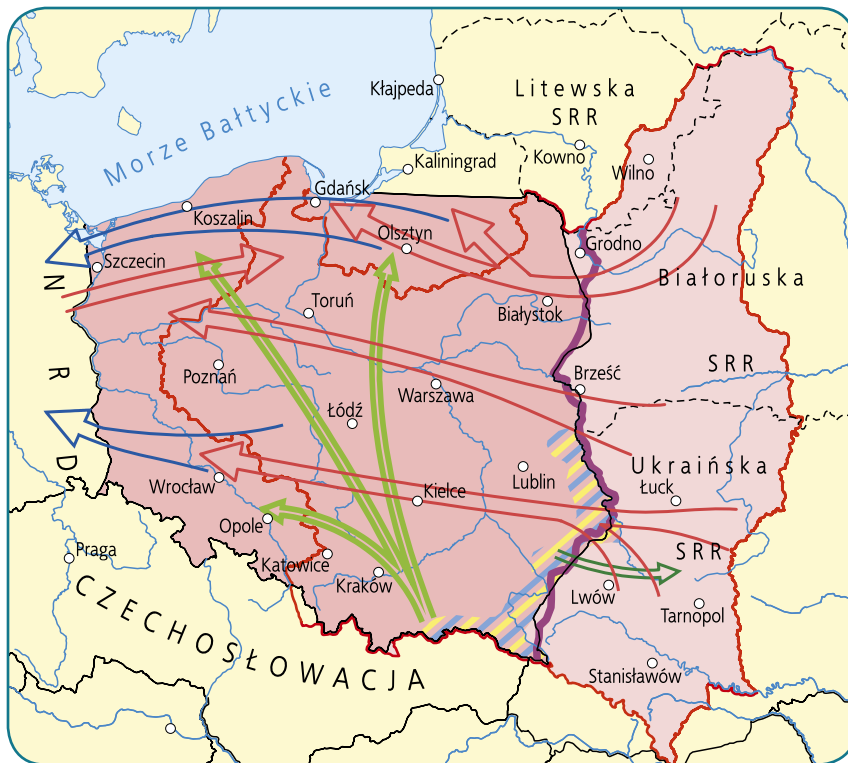 Morze Bałtyckie
Kłajpeda
Litewska
SRR
Kaliningrad
Kowno
Wilno
Gdańsk
Koszalin
Olsztyn
Grodno
Szczecin
Białoruska
SRR
Toruń
Białystok
NRD
Poznań
Warszawa
Brześć
Łódź
Ukraińska
SRR
Łuck
Wrocław
Kielce
Lublin
Opole
Praga
Katowice
Kraków
Lwów
Tarnopol
CZECHOSŁOWACJA
Stanisławów